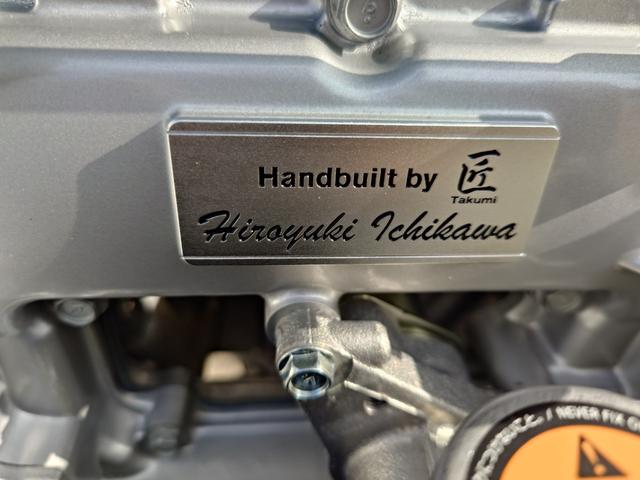 Handbuilt by 匠
Takumi
Hiroyuki Ichikawa
NEVER FIX